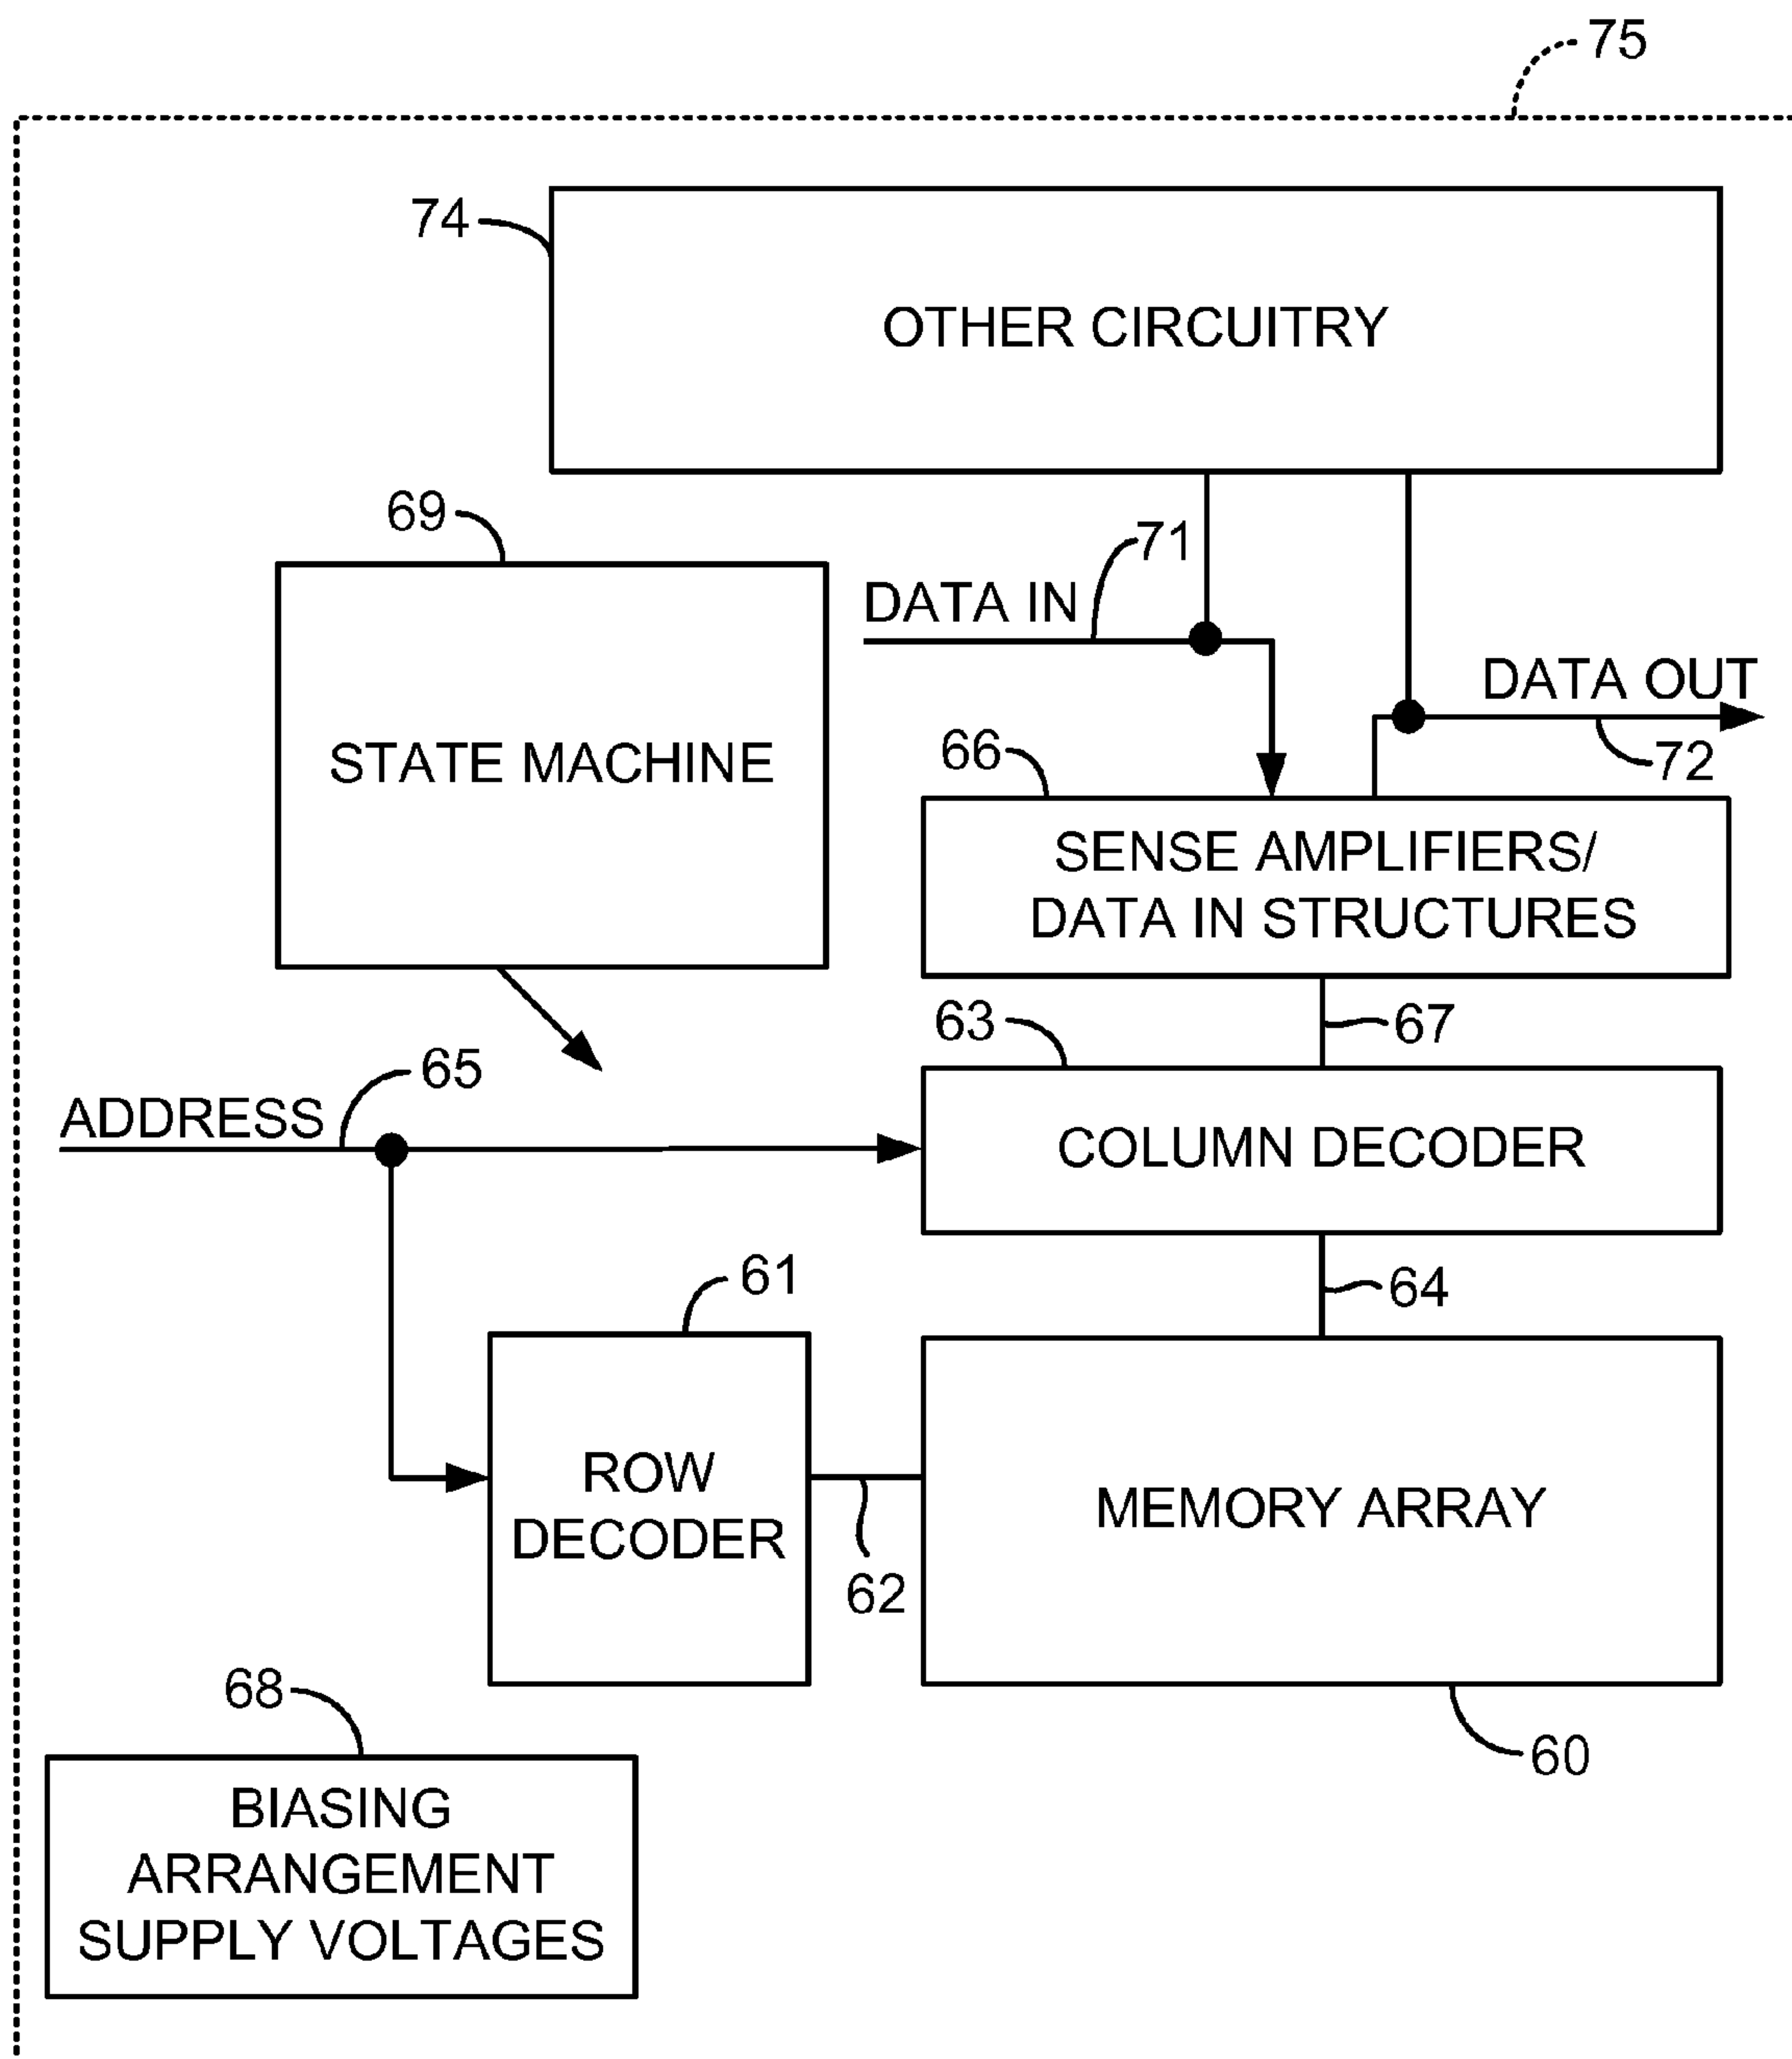 75
74
OTHER CIRCUITRY
69
71
DATA IN
DATA OUT
STATE MACHINE
66
72
SENSE AMPLIFIERS/
DATA IN STRUCTURES
63
67
65
ADDRESS
COLUMN DECODER
61
64
ROW
DECODER
MEMORY ARRAY
62
68
60
BIASING
ARRANGEMENT
SUPPLY VOLTAGES